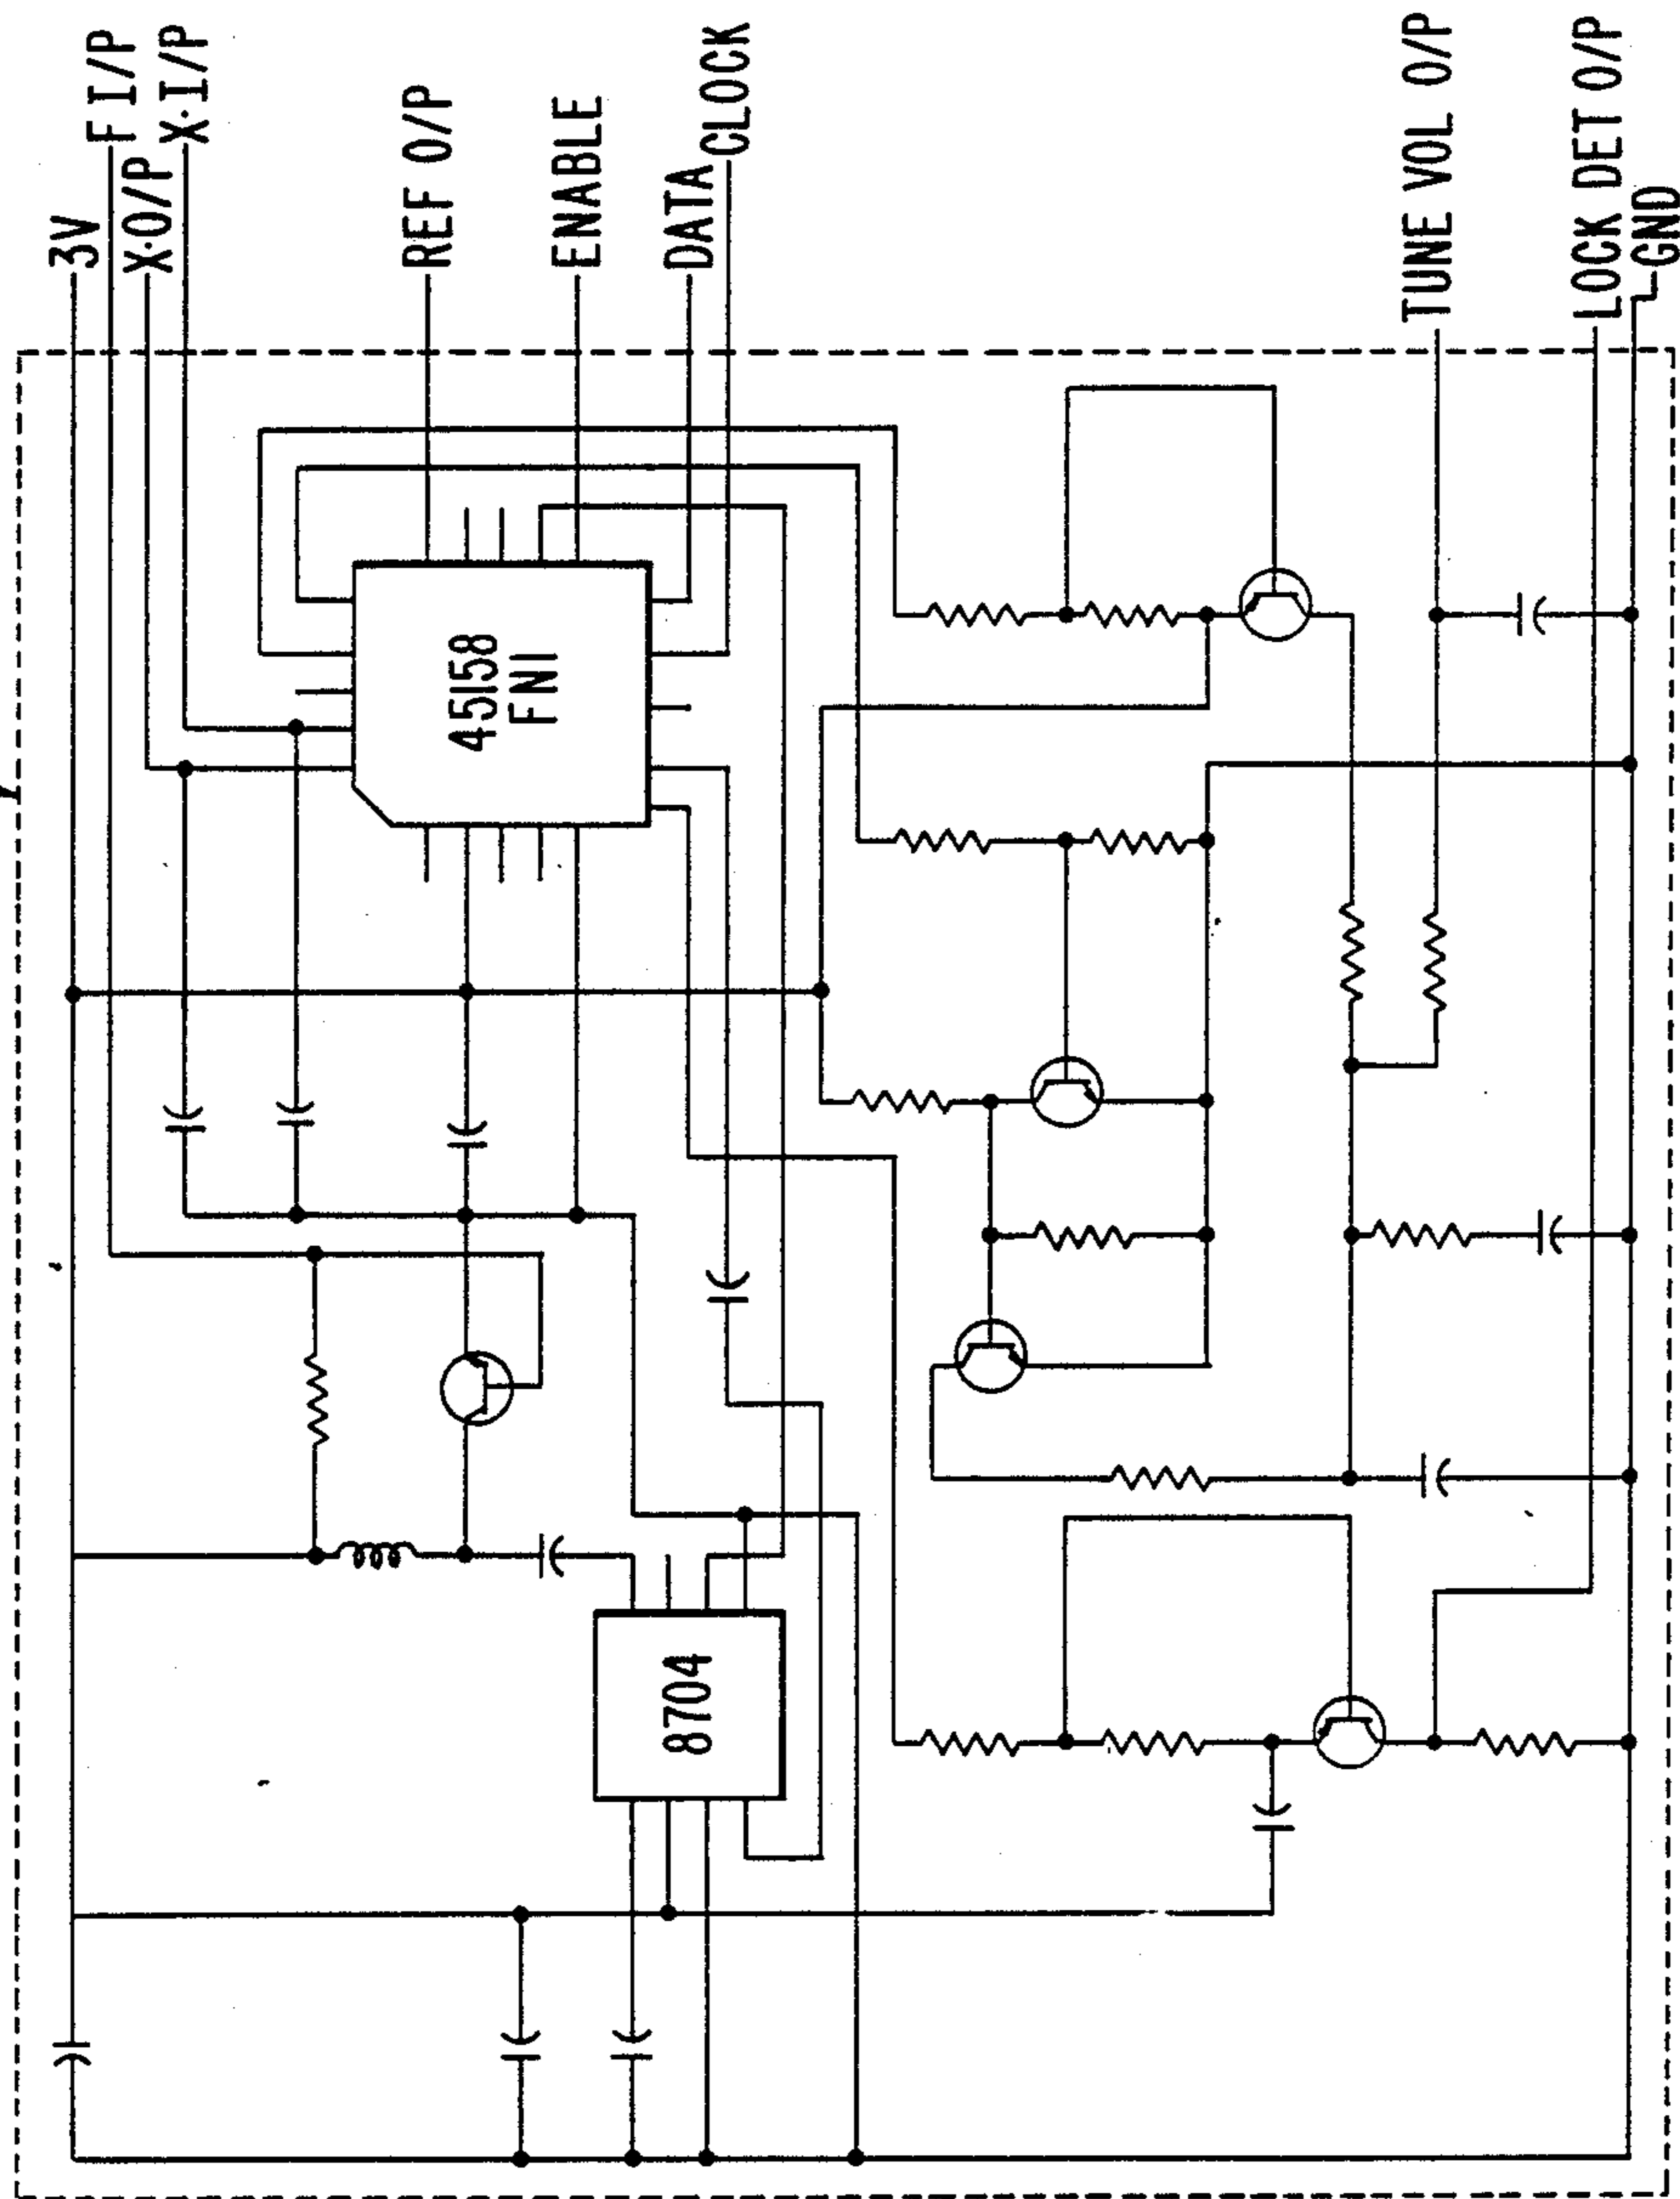 3V
F I/P
X·O/P
X·I/P
REF O/P
ENABLE
DATA
CLOCK
TUNE VOL O/P
LOCK DET O/P
GND
45158
FN1
8704